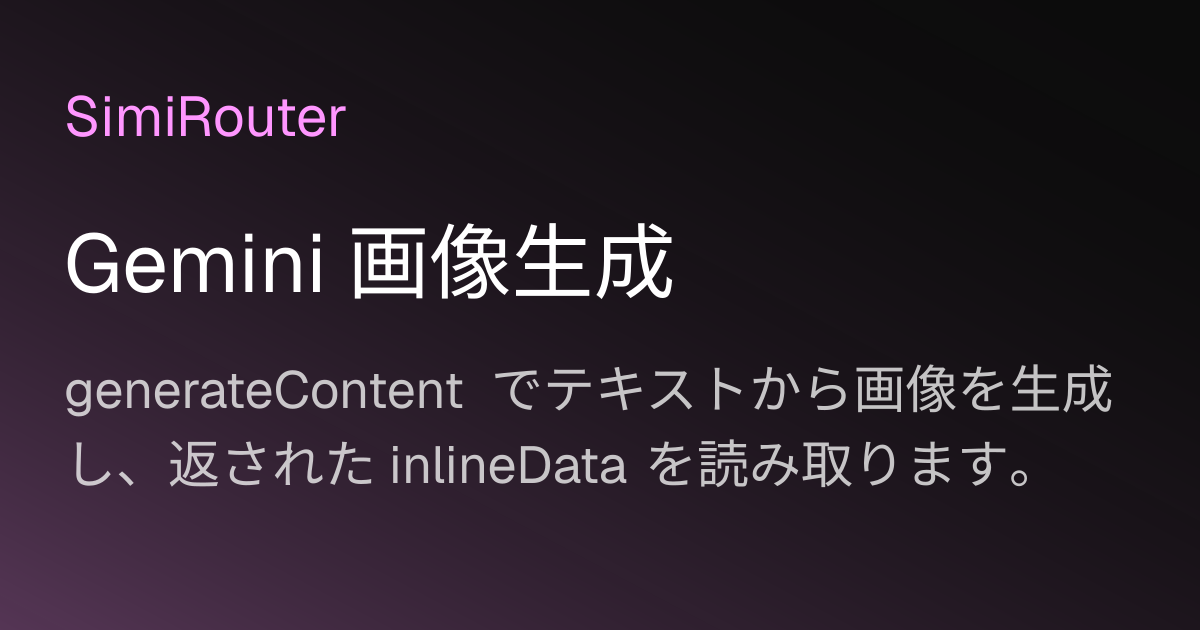 SimiRouter
Gemini 画像生成
generateContent でテキストから画像を生成
し、返された inlineData を読み取ります。